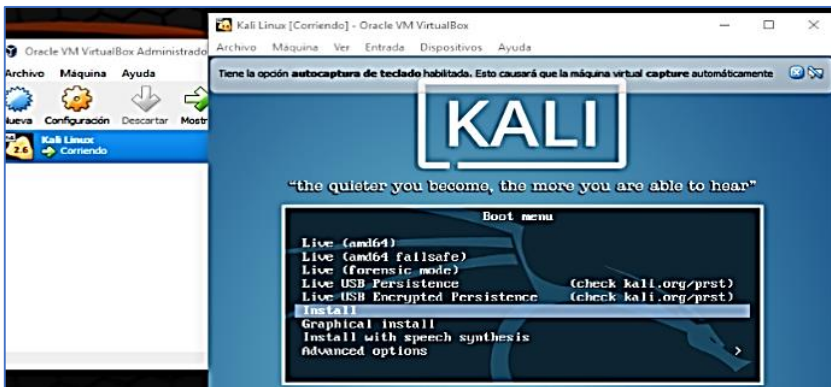 Kali Linux [Corriendo] - Oracle VM VirtualBox
Oracle VM VirtualBox Administrado
Archivo Máquina Ver Entrada Dispositivos Ayuda
Archivo Máquina Ayuda
Tiene la opción autocaptura de teclado habilitada. Esto causará que la máquina virtual capture automáticamente
Nueva Configuración Descartar Mostr
Kali Linux
Corriendo
2.6
KALI
"the quieter you become, the more you are able to hear"
Boot menu
Live (amd64)
Live (amd64 failsafe)
Live (forensic mode)
Live USB Persistence (check kali.org/prst)
Live USB Encrypted Persistence (check kali.org/prst)
Install
Graphical install
Install with speech synthesis
Advanced options >